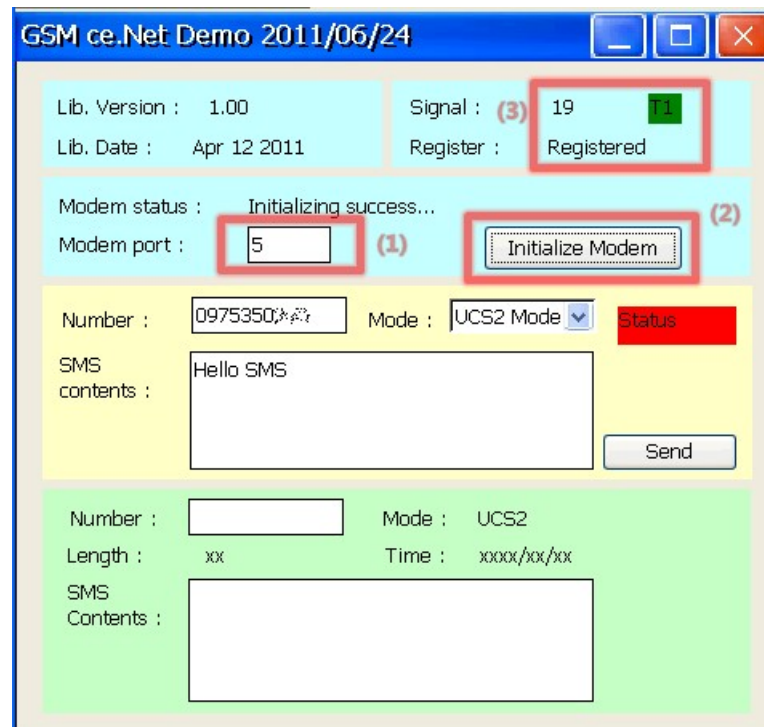 GSM ce.Net Demo 2011/06/24
Lib. Version : 1.00
Signal : (3) 19 T1
Lib. Date : Apr 12 2011
Register : Registered
Modem status : Initializing success...
(2)
Modem port : 5 (1) Initialize Modem
Number : 0975350
Mode : UCS2 Mode
Status
SMS contents :
Hello SMS
Send
Number :
Mode : UCS2
Length : xx
Time : xxxx/xx/xx
SMS Contents :